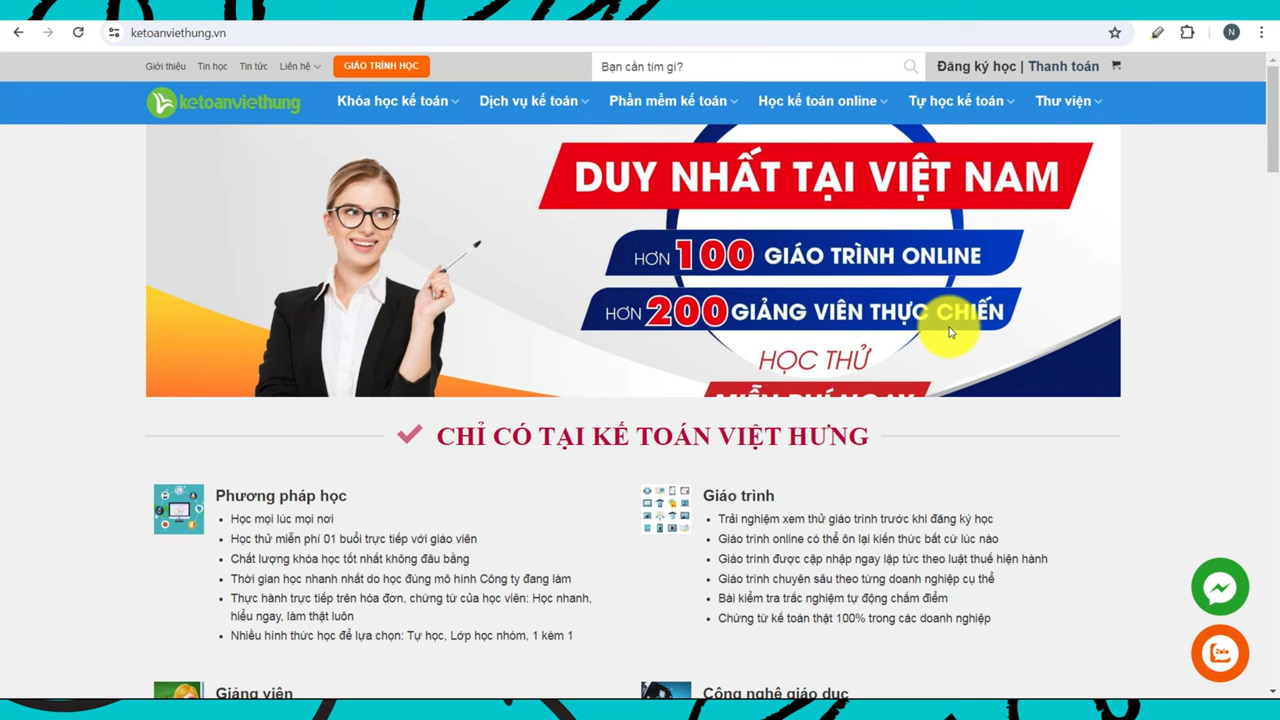 ketoanviethung.vn
N
Giới thiệu Tin học Tin tức Liên hệ GIÁO TRÌNH HỌC Bạn cần tìm gì? Đăng ký học | Thanh toán
ketoanviethung Khóa học kế toán Dịch vụ kế toán Phần mềm kế toán Học kế toán online Tự học kế toán Thư viện
DUY NHẤT TẠI VIỆT NAM
HƠN 100 GIÁO TRÌNH ONLINE
HƠN 200 GIẢNG VIÊN THỰC CHIẾN
HỌC THỬ
MIỄN PHÍ NGAY
CHỈ CÓ TẠI KẾ TOÁN VIỆT HƯNG
Phương pháp học
Học mọi lúc mọi nơi
Học thử miễn phí 01 buổi trực tiếp với giáo viên
Chất lượng khóa học tốt nhất không đâu bằng
Thời gian học nhanh nhất do học đúng mô hình Công ty đang làm
Thực hành trực tiếp trên hóa đơn, chứng từ của học viên: Học nhanh,
hiểu ngay, làm thật luôn
Nhiều hình thức học để lựa chọn: Tự học, Lớp học nhóm, 1 kèm 1
Giáo trình
Trải nghiệm xem thử giáo trình trước khi đăng ký học
Giáo trình online có thể ôn lại kiến thức bất cứ lúc nào
Giáo trình được cập nhập ngay lập tức theo luật thuế hiện hành
Giáo trình chuyên sâu theo từng doanh nghiệp cụ thể
Bài kiểm tra trắc nghiệm tự động chấm điểm
Chứng từ kế toán thật 100% trong các doanh nghiệp
Zalo
Giảng viên
Công nghệ giáo dục